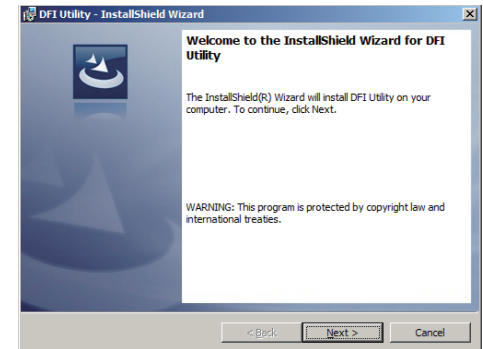 DFI Utility - InstallShield Wizard
Welcome to the InstallShield Wizard for DFI
Utility
The InstallShield(R) Wizard will install DFI Utility on your
computer. To continue, click Next.
WARNING: This program is protected by copyright law and
international treaties.
< Back
Next >
Cancel